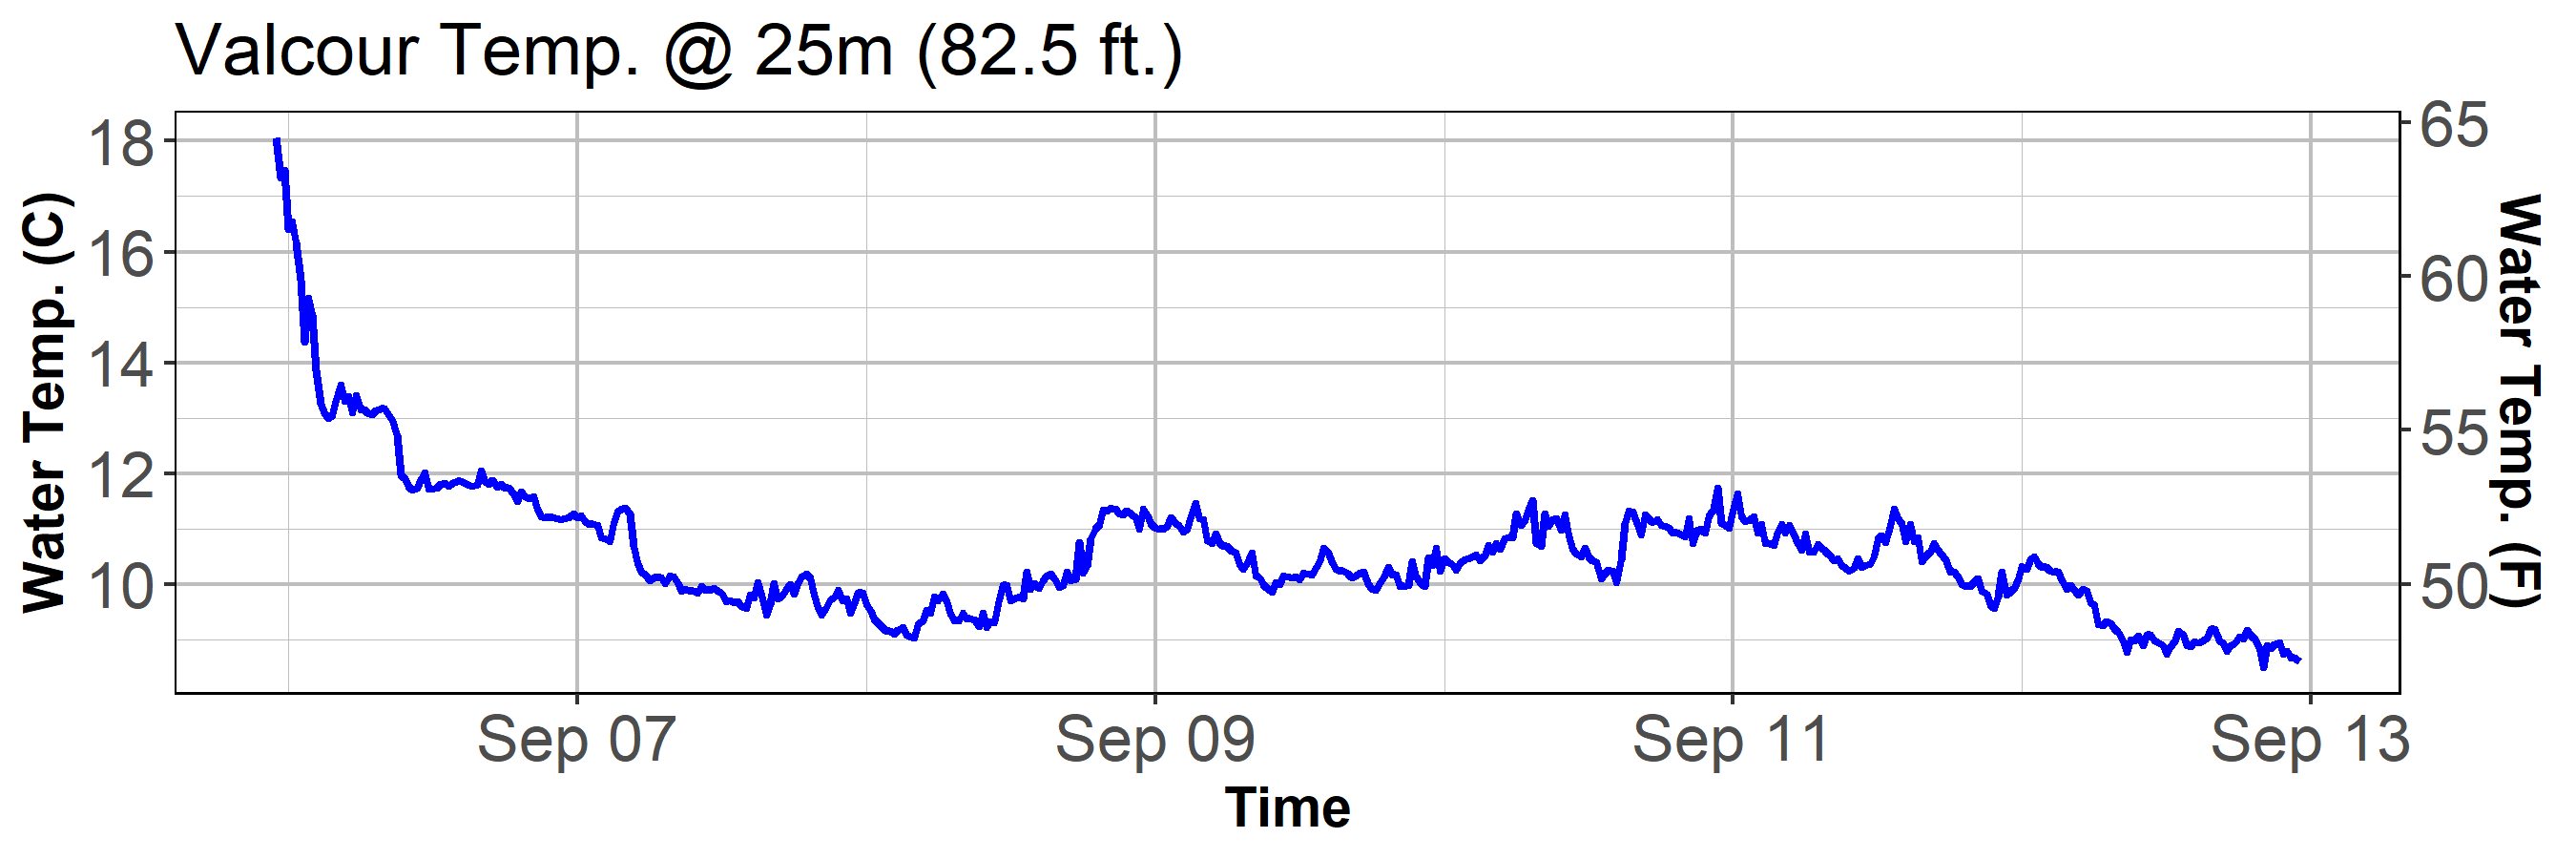 Valcour Temp. @ 25m (82.5 ft.)
Water Temp. (C)
18
16
14
12
10
65
60
55
50
Water Temp. (F)
Sep 07
Sep 09
Sep 11
Sep 13
Time